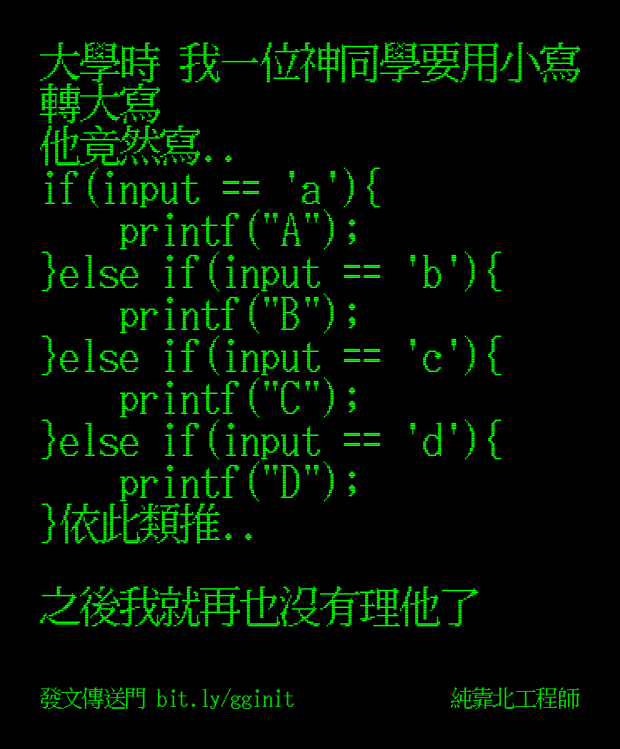 大學時 我一位神同學要用小寫
轉大寫
他竟然寫..
if(input == 'a'){
    printf("A");
}else if(input == 'b'){
    printf("B");
}else if(input == 'c'){
    printf("C");
}else if(input == 'd'){
    printf("D");
}依此類推..

之後我就再也沒有理他了

發文傳送門 bit.ly/gginit
純靠北工程師